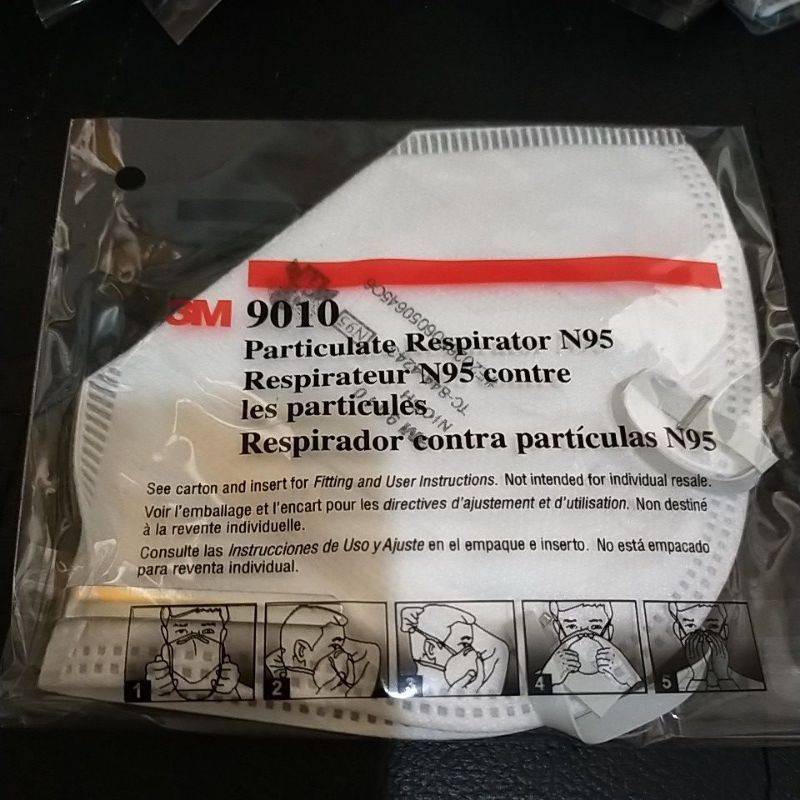 3M 9010
Particulate Respirator N95
Respirateur N95 contre
les particules
Respirador contra partículas N95
See carton and insert for Fitting and User Instructions. Not intended for individual resale.
Voir l'emballage et l'encart pour les directives d'ajustement et d'utilisation. Non destiné
à la revente individuelle.
Consulte las Instrucciones de Uso y Ajuste en el empaque e inserto. No está empacado
para reventa individual.
1 2 3 4 5